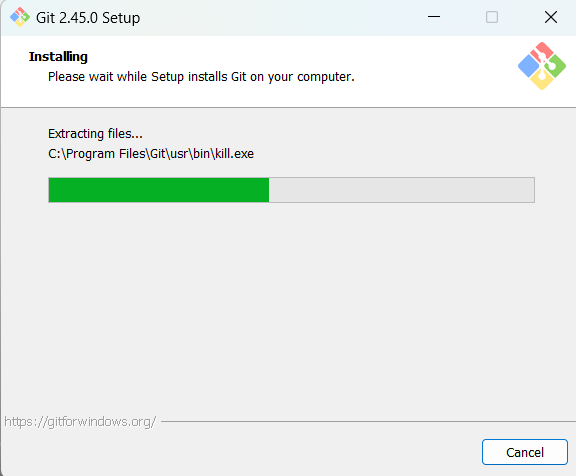 Git 2.45.0 Setup
Installing
Please wait while Setup installs Git on your computer.
Extracting files...
C:\Program Files\Git\usr\bin\kill.exe
https://gitforwindows.org/
Cancel